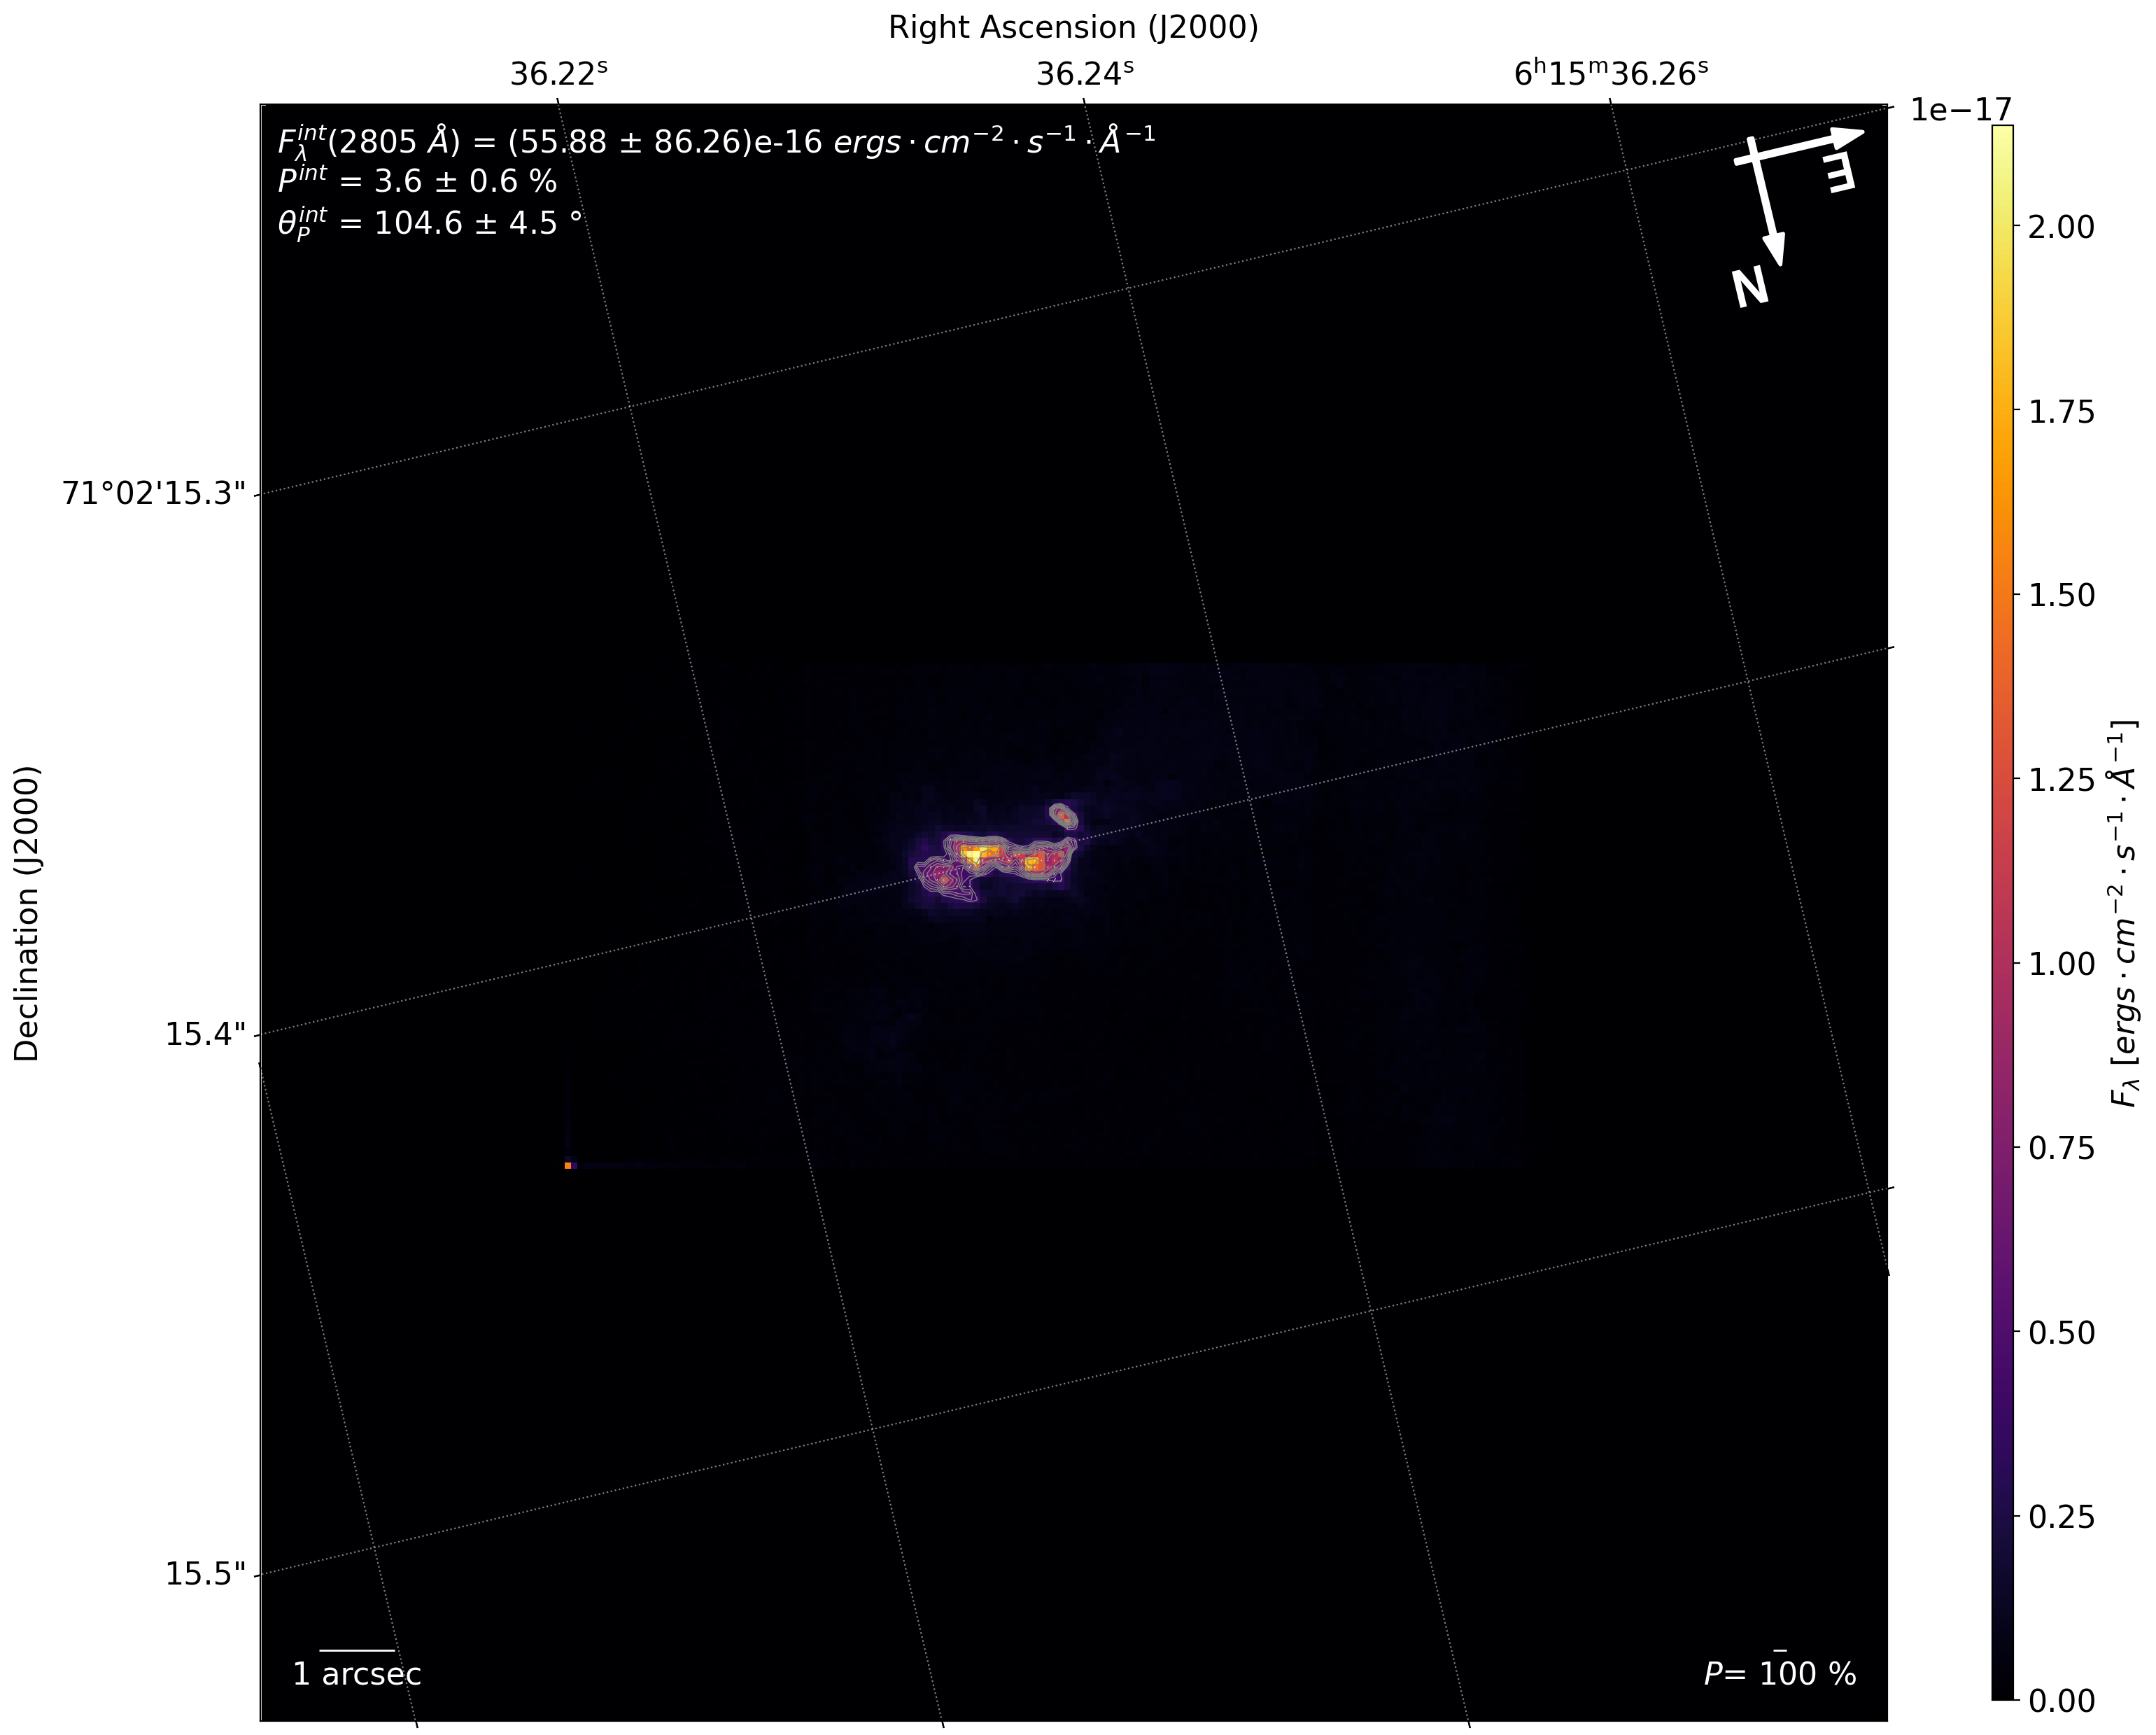 Right Ascension (J2000)
36.22ˢ 36.24ˢ 6ʰ15ᵐ36.26ˢ
1e−17
F_λ^int(2805 Å) = (55.88 ± 86.26)e-16 ergs · cm⁻² · s⁻¹ · Å⁻¹
P^int = 3.6 ± 0.6 %
θ_P^int = 104.6 ± 4.5 °
E
N
71°02'15.3"
15.4"
15.5"
Declination (J2000)
1 arcsec
P= 100 %
2.00
1.75
1.50
1.25
1.00
0.75
0.50
0.25
0.00
F_λ [ergs · cm⁻² · s⁻¹ · Å⁻¹]